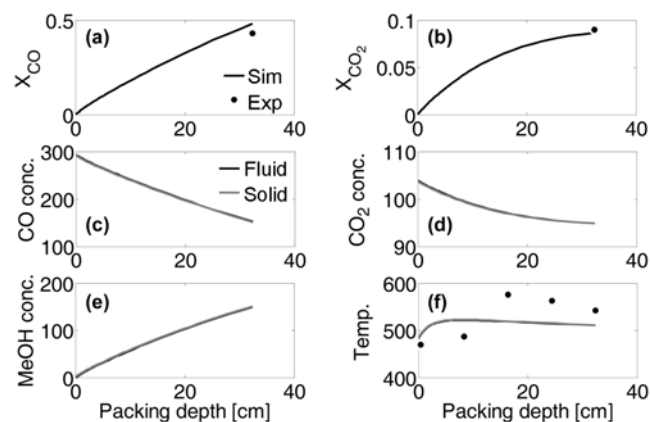 (a)
X_CO
0.5
0
0
20
40
Sim
Exp
(b)
X_CO₂
0.1
0.05
0
0
20
40
(c)
CO conc.
300
200
100
0
20
40
Fluid
Solid
(d)
CO₂ conc.
110
100
90
0
20
40
(e)
MeOH conc.
200
100
0
0
20
40
Packing depth [cm]
(f)
Temp.
600
500
400
0
20
40
Packing depth [cm]